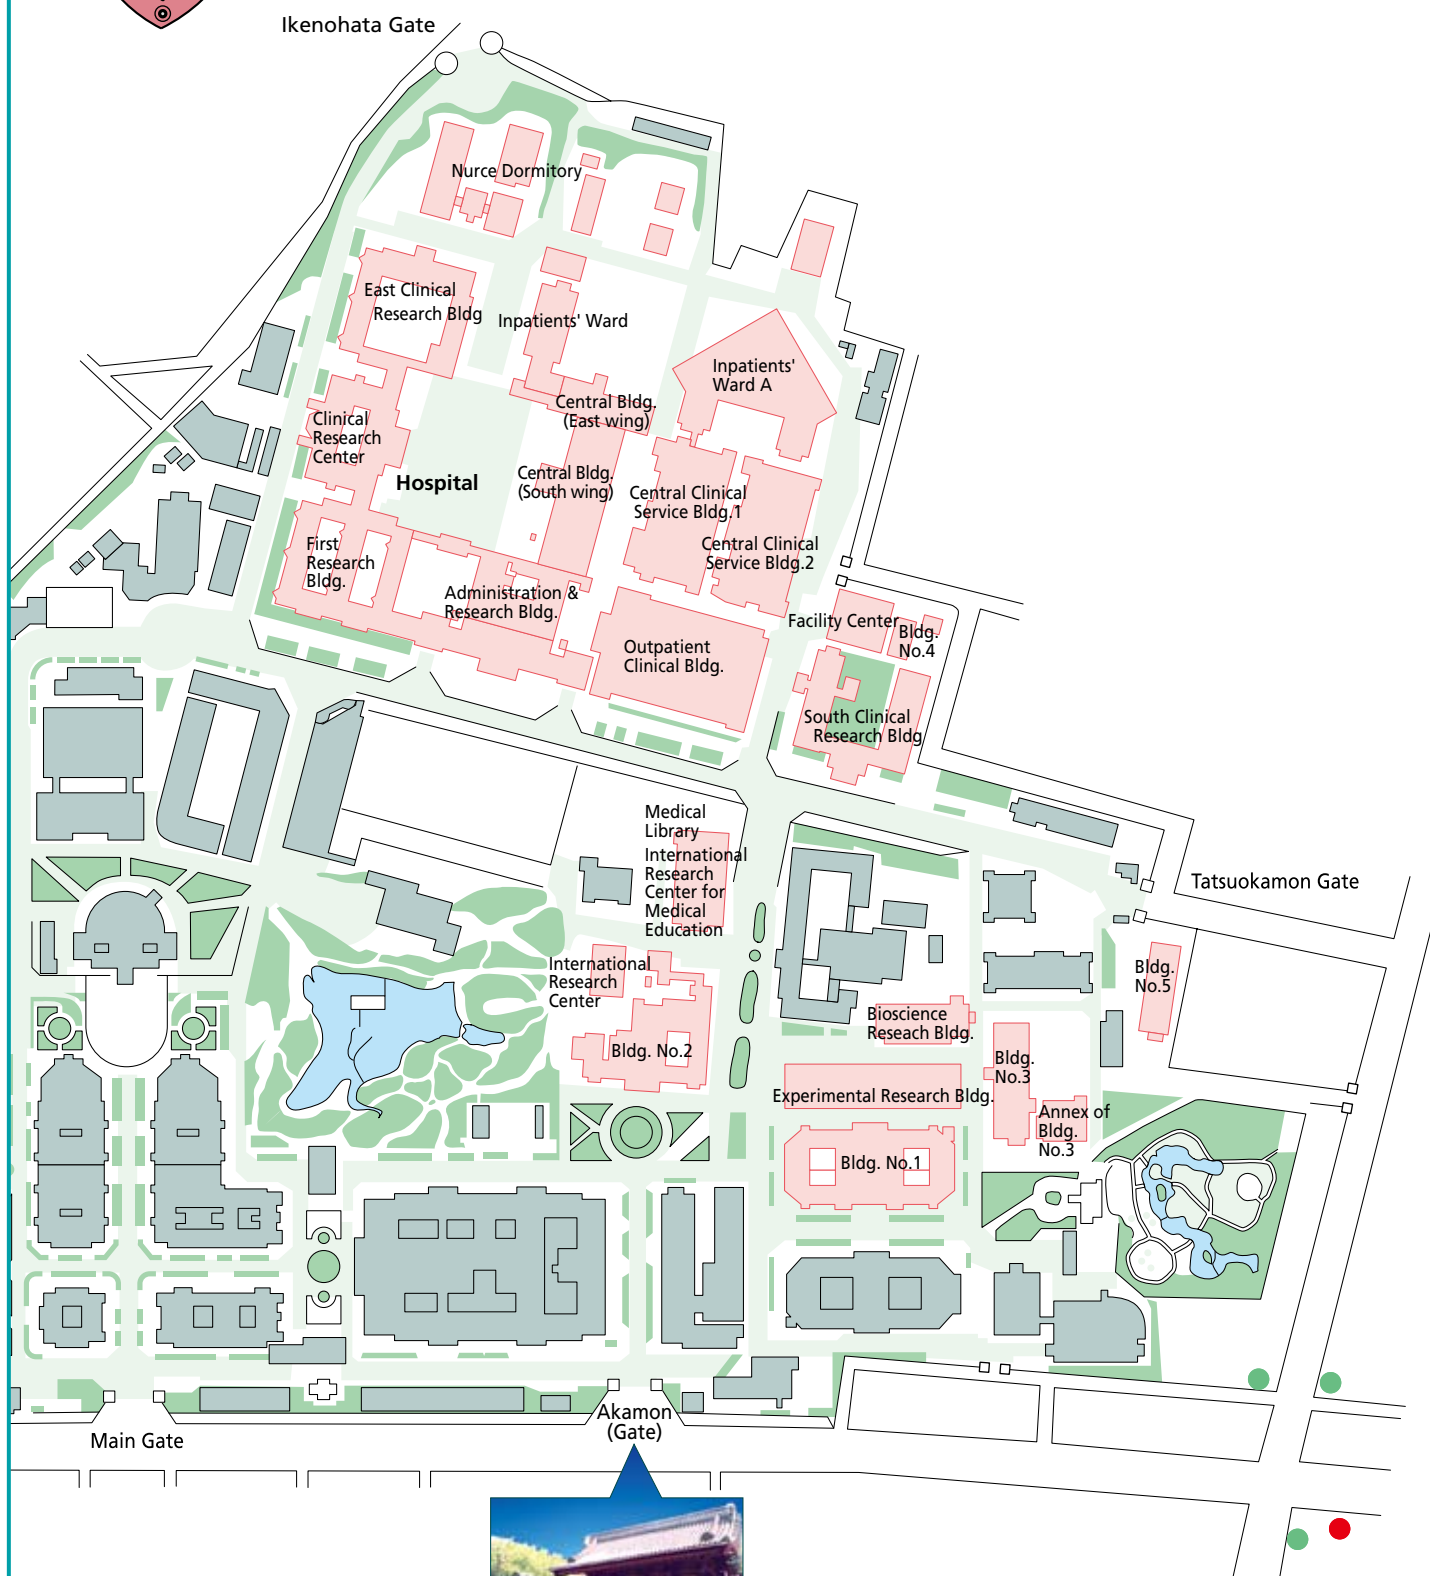 Ikenohata Gate
Nurce Dormitory
East Clinical
Research Bldg
Inpatients' Ward
Inpatients'
Ward A
Central Bldg.
(East wing)
Clinical
Research
Center
Hospital
Central Bldg.
(South wing)
Central Clinical
Service Bldg.1
Central Clinical
Service Bldg.2
First
Research
Bldg.
Administration &
Research Bldg.
Facility Center
Bldg.
No.4
Outpatient
Clinical Bldg.
South Clinical
Research Bldg
Medical
Library
International
Research
Center for
Medical
Education
Tatsuokamon Gate
International
Research
Center
Bldg.
No.5
Bioscience
Reseach Bldg.
Bldg. No.2
Bldg.
No.3
Experimental Research Bldg.
Annex of
Bldg.
No.3
Bldg. No.1
Akamon
(Gate)
Main Gate